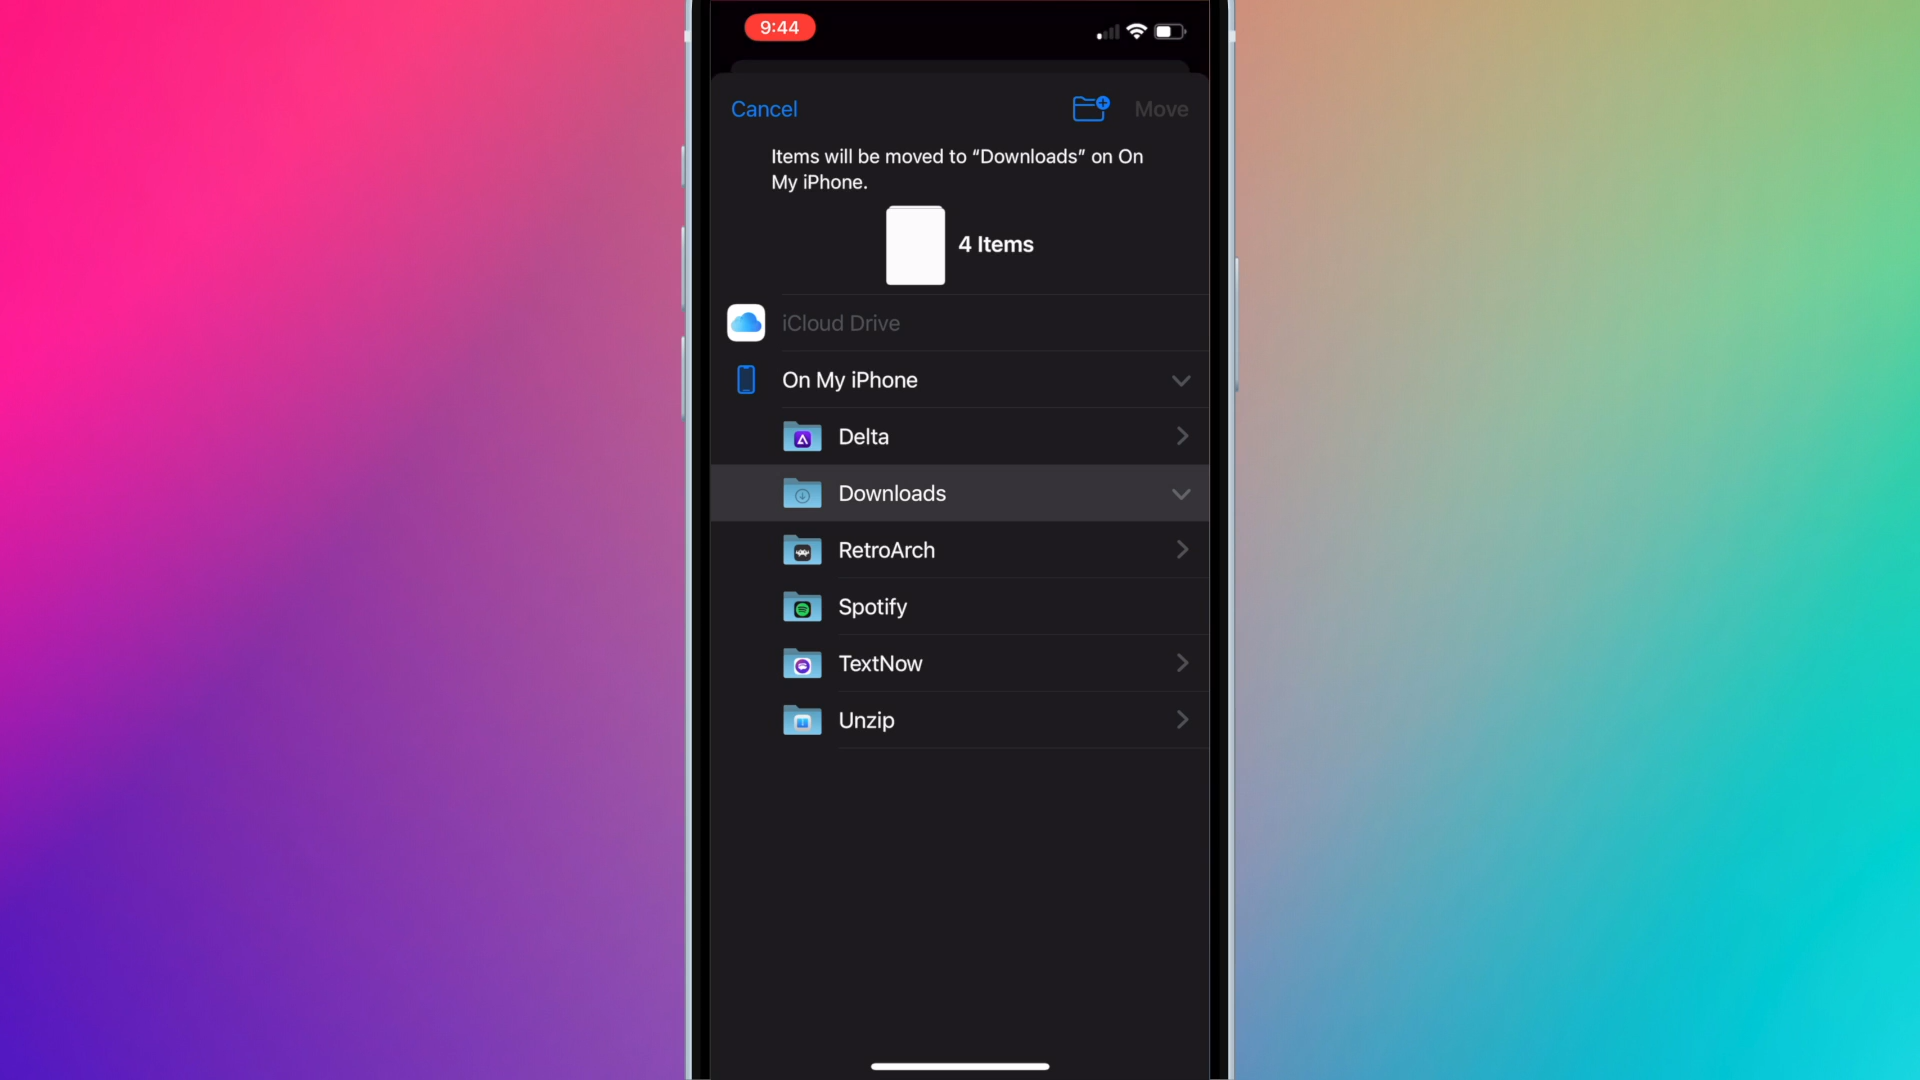 9:44
Cancel
Move
Items will be moved to “Downloads” on On
My iPhone.
4 Items
iCloud Drive
On My iPhone
Delta
Downloads
RetroArch
Spotify
TextNow
Unzip